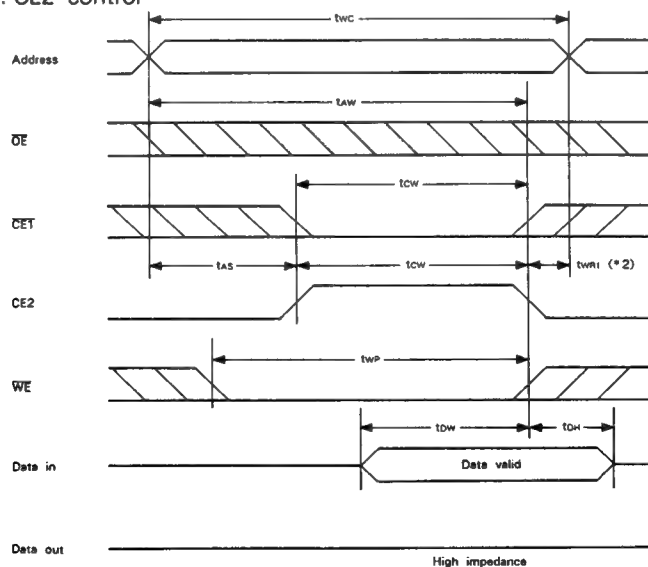 : CE2 control
tWC
Address
tAW
OE
tCW
CE1
tAS
tCW
tWR1 (*2)
CE2
tWP
WE
tDW
tDH
Data in
Data valid
Data out
High impedance